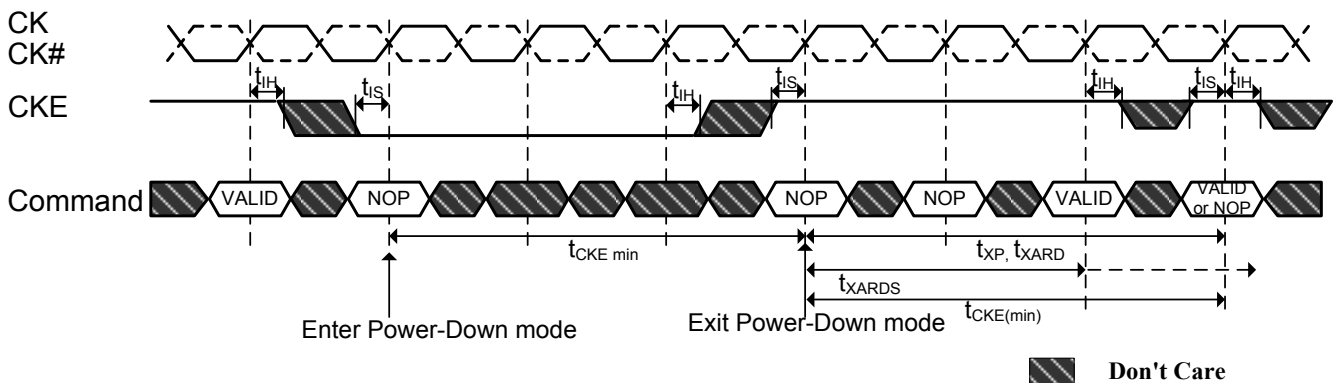 CK
CK#
tIH
tIS
tIH
tIS
tIH
tIS
tIH
CKE
Command
VALID
NOP
NOP
NOP
VALID
VALID
or NOP
tCKE min
tXP, tXARD
tXARDS
tCKE(min)
Enter Power-Down mode
Exit Power-Down mode
Don't Care